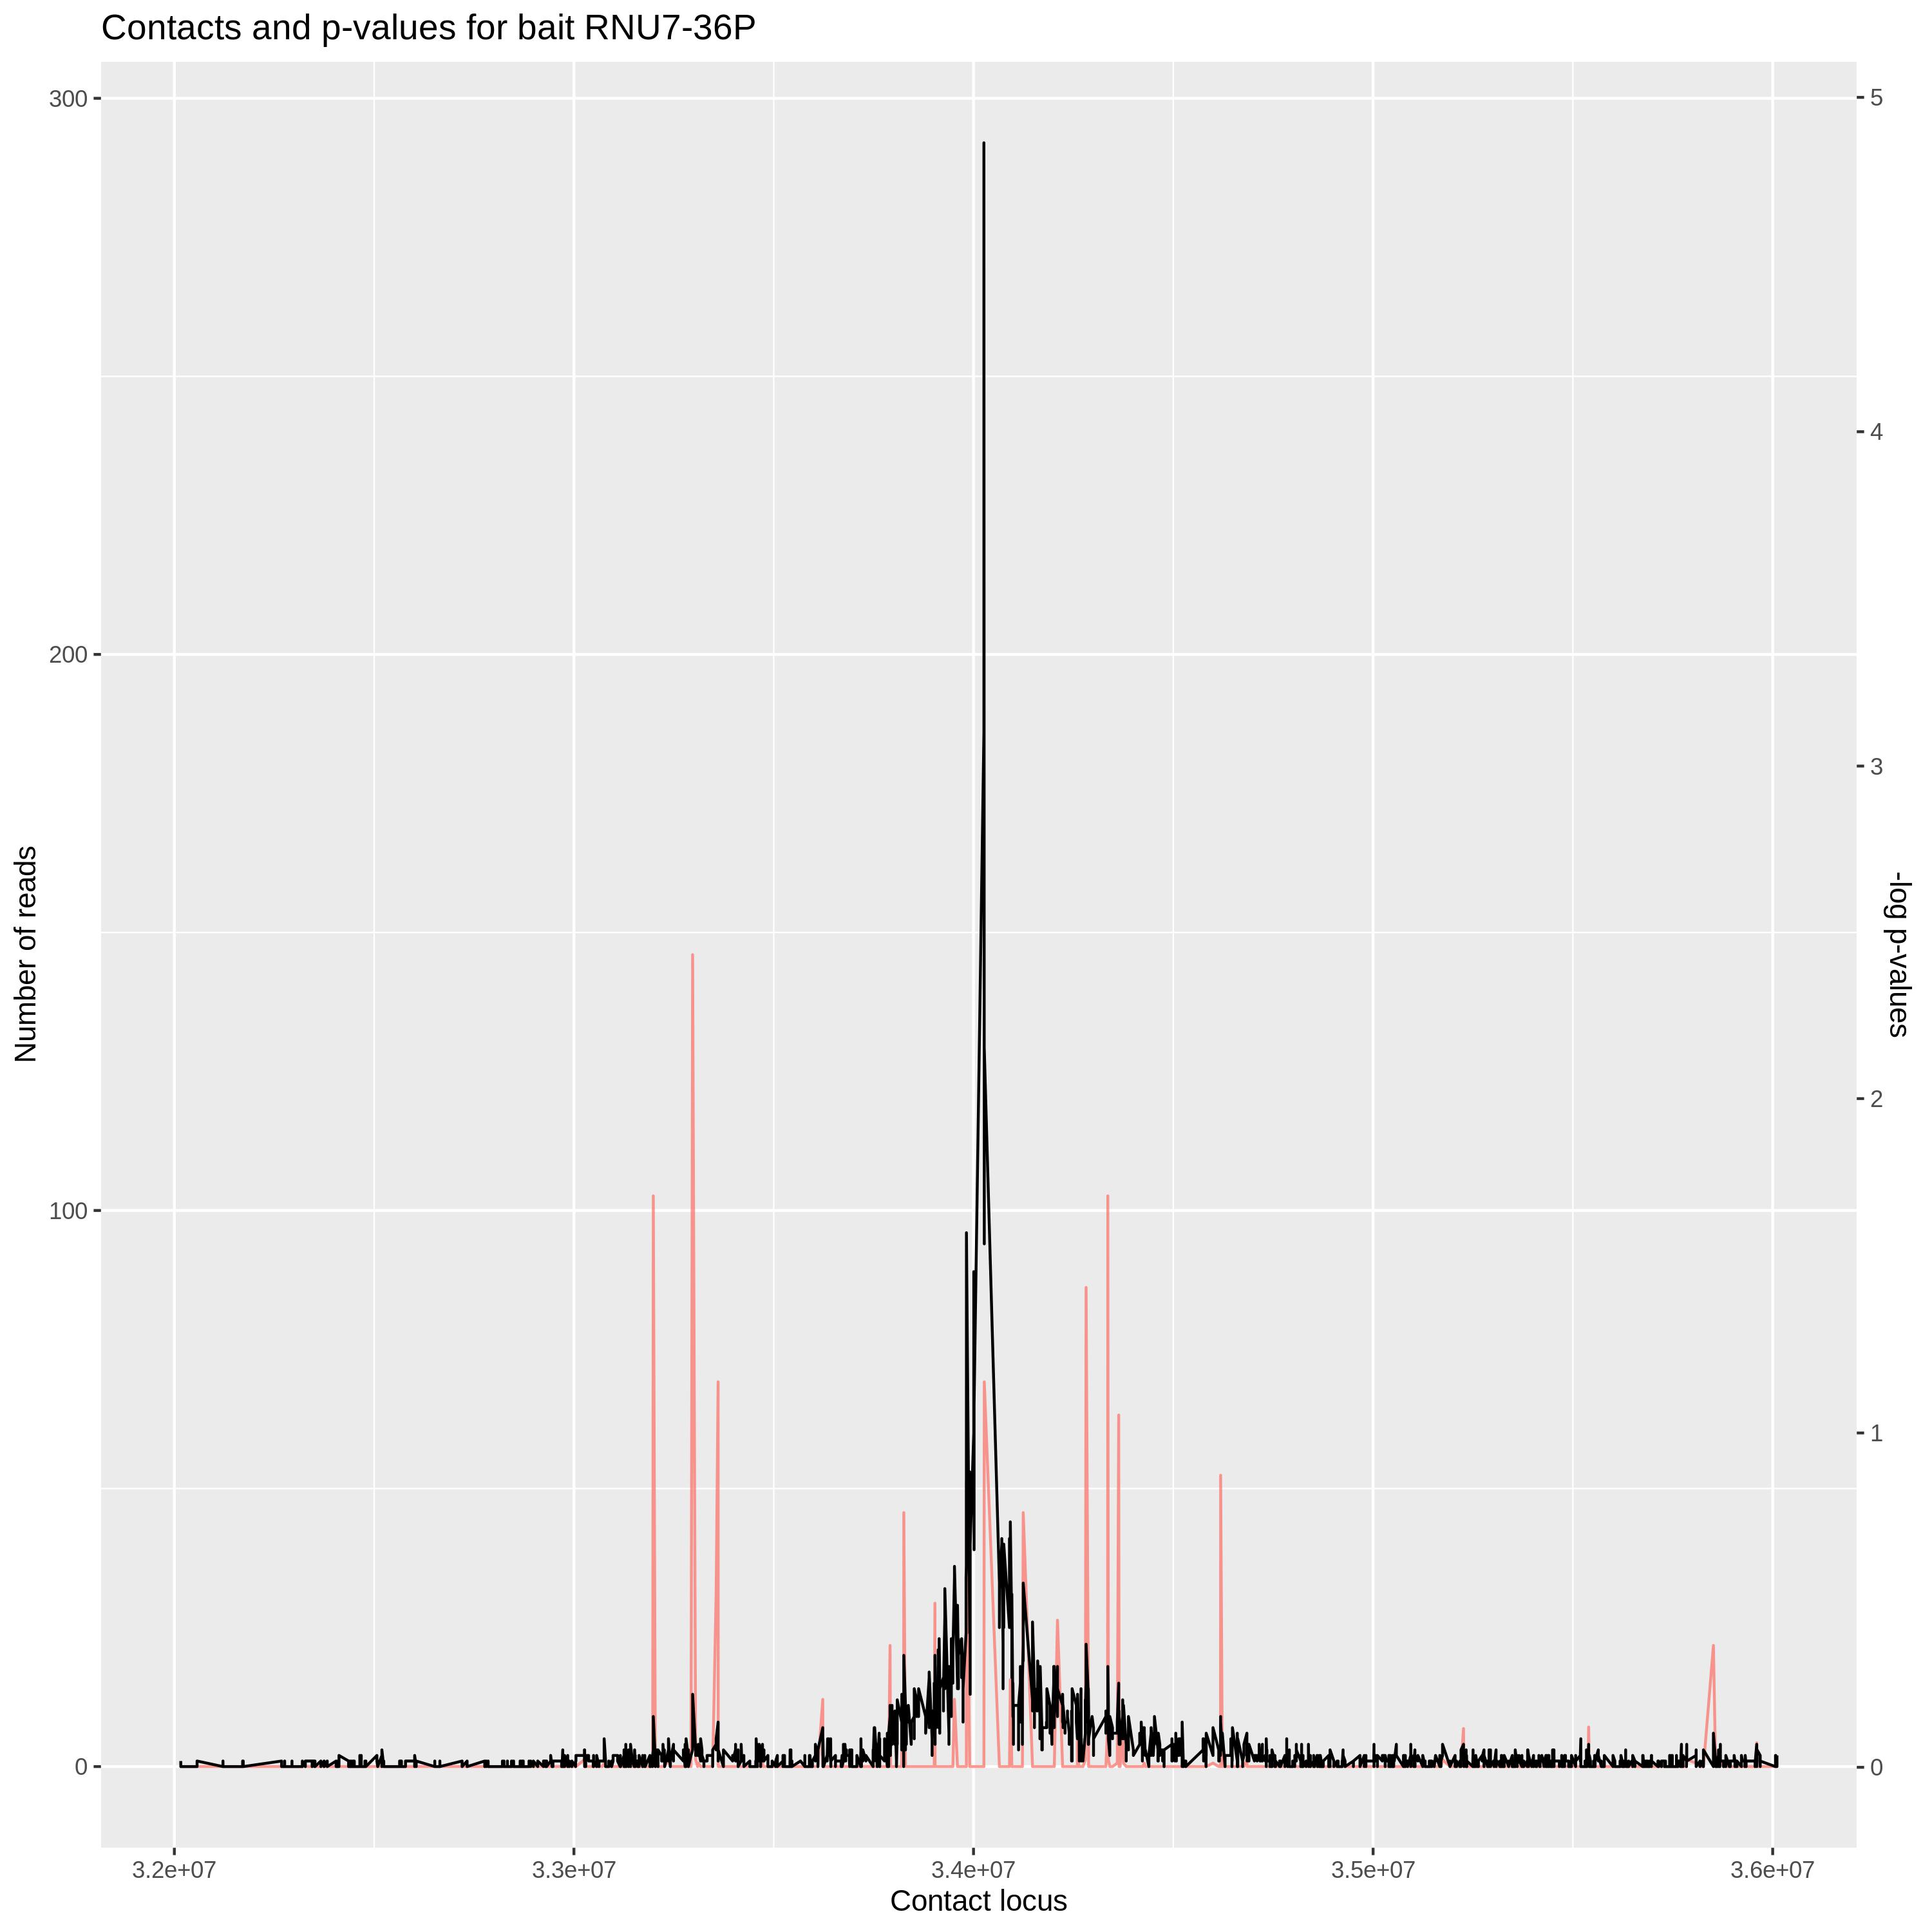 Contacts and p-values for bait RNU7-36P
300
200
100
0
Number of reads
5
4
3
2
1
0
-log p-values
3.2e+07 3.3e+07 3.4e+07 3.5e+07 3.6e+07
Contact locus